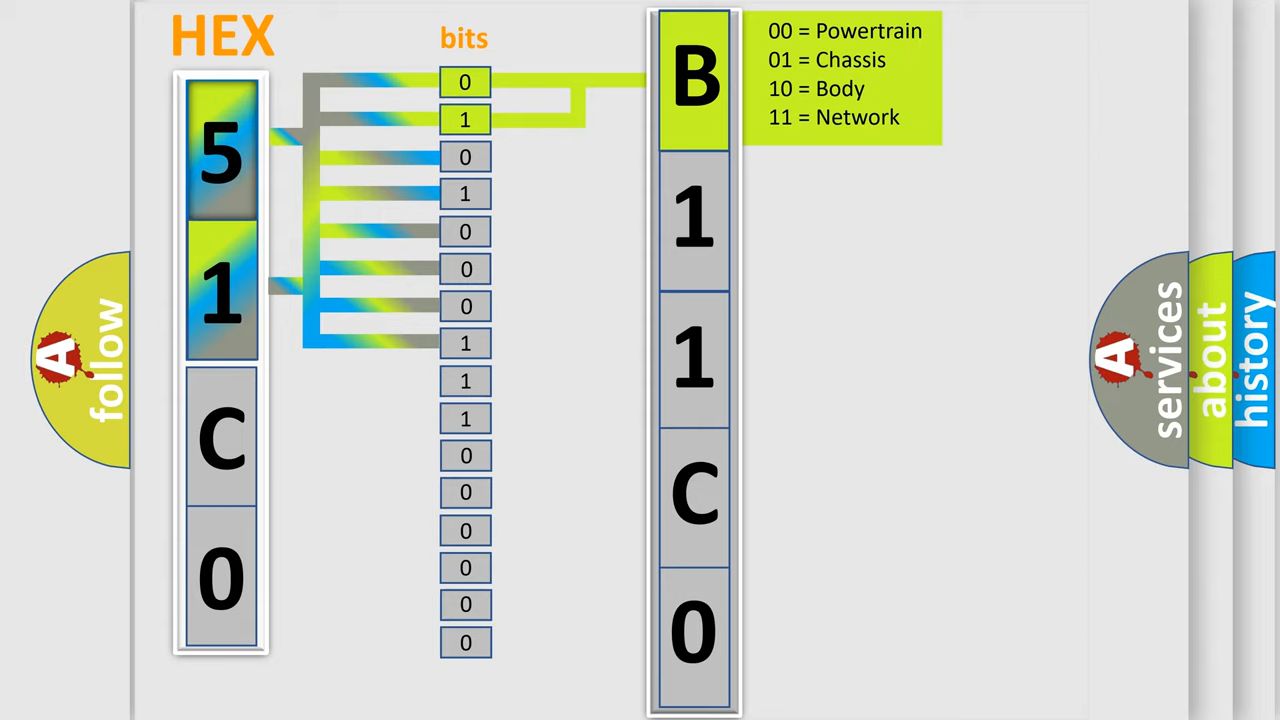 HEX
bits
5
1
C
0
0
1
0
1
0
0
0
1
1
1
0
0
0
0
0
0
B
1
1
C
0
00 = Powertrain
01 = Chassis
10 = Body
11 = Network
A
follow
A
services
about
history